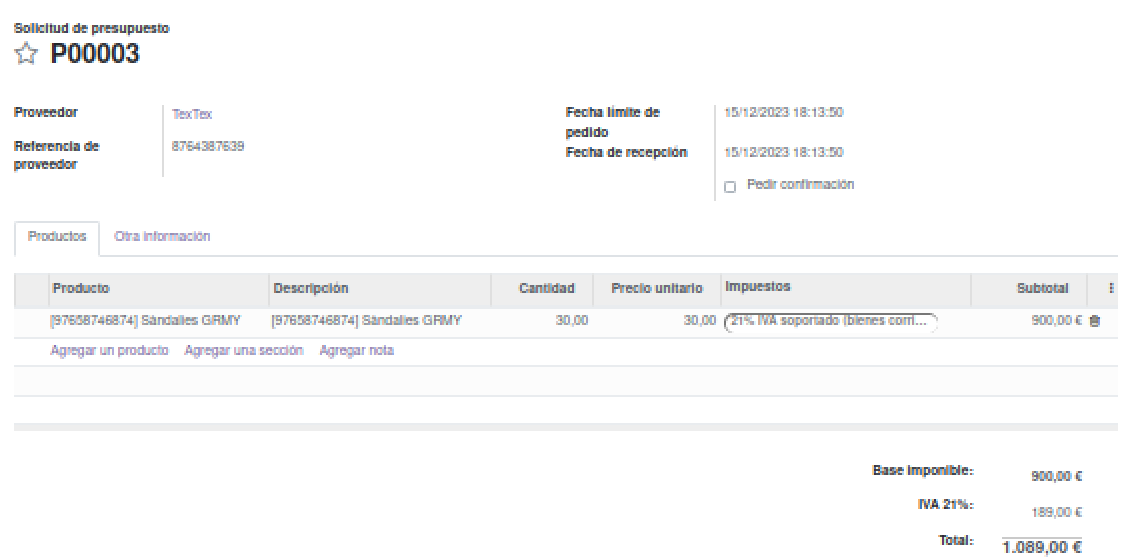 Solicitud de presupuesto
P00003
Proveedor
TexTex
Referencia de
proveedor
8764387639
Fecha límite de
pedido
15/12/2023 18:13:50
Fecha de recepción
15/12/2023 18:13:50
Pedir confirmación
Productos Otra información
Producto Descripción Cantidad Precio unitario Impuestos Subtotal
[97658746874] Sandalies GRMY [97658746874] Sandalies GRMY 30,00 30,00 21% IVA soportado (bienes corri... 900,00 €
Agregar un producto Agregar una sección Agregar nota
Base imponible: 900,00 €
IVA 21%: 189,00 €
Total: 1.089,00 €